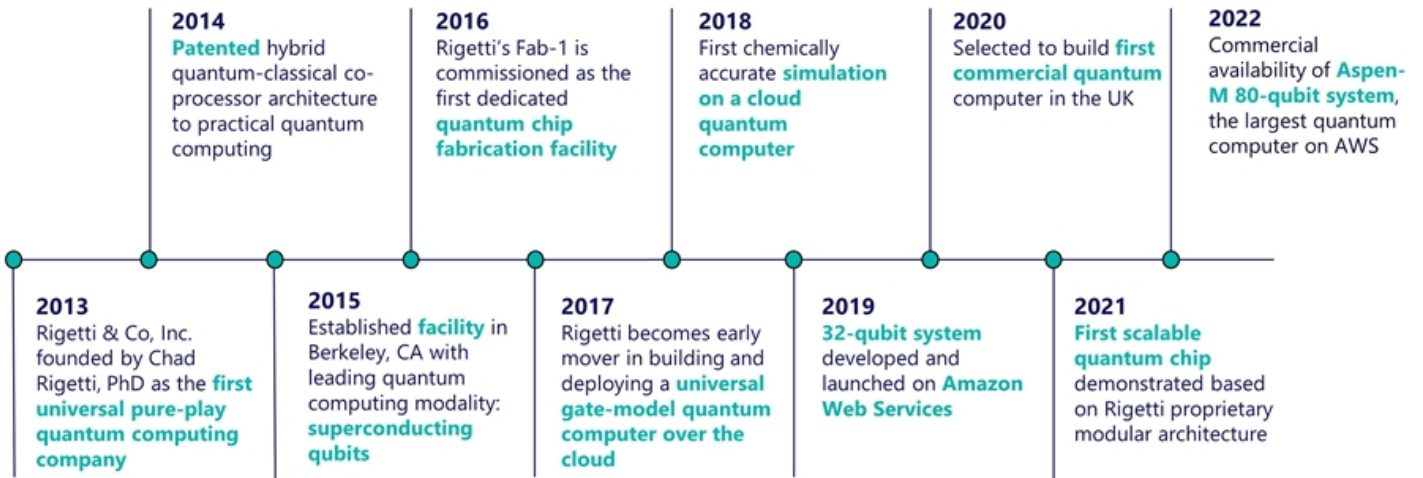 2014
Patented hybrid
quantum-classical co-
processor architecture
to practical quantum
computing
2016
Rigetti's Fab-1 is
commissioned as the
first dedicated
quantum chip
fabrication facility
2018
First chemically
accurate simulation
on a cloud
quantum
computer
2020
Selected to build first
commercial quantum
computer in the UK
2022
Commercial
availability of Aspen-
M 80-qubit system,
the largest quantum
computer on AWS
2013
Rigetti & Co, Inc.
founded by Chad
Rigetti, PhD as the first
universal pure-play
quantum computing
company
2015
Established facility in
Berkeley, CA with
leading quantum
computing modality:
superconducting
qubits
2017
Rigetti becomes early
mover in building and
deploying a universal
gate-model quantum
computer over the
cloud
2019
32-qubit system
developed and
launched on Amazon
Web Services
2021
First scalable
quantum chip
demonstrated based
on Rigetti proprietary
modular architecture